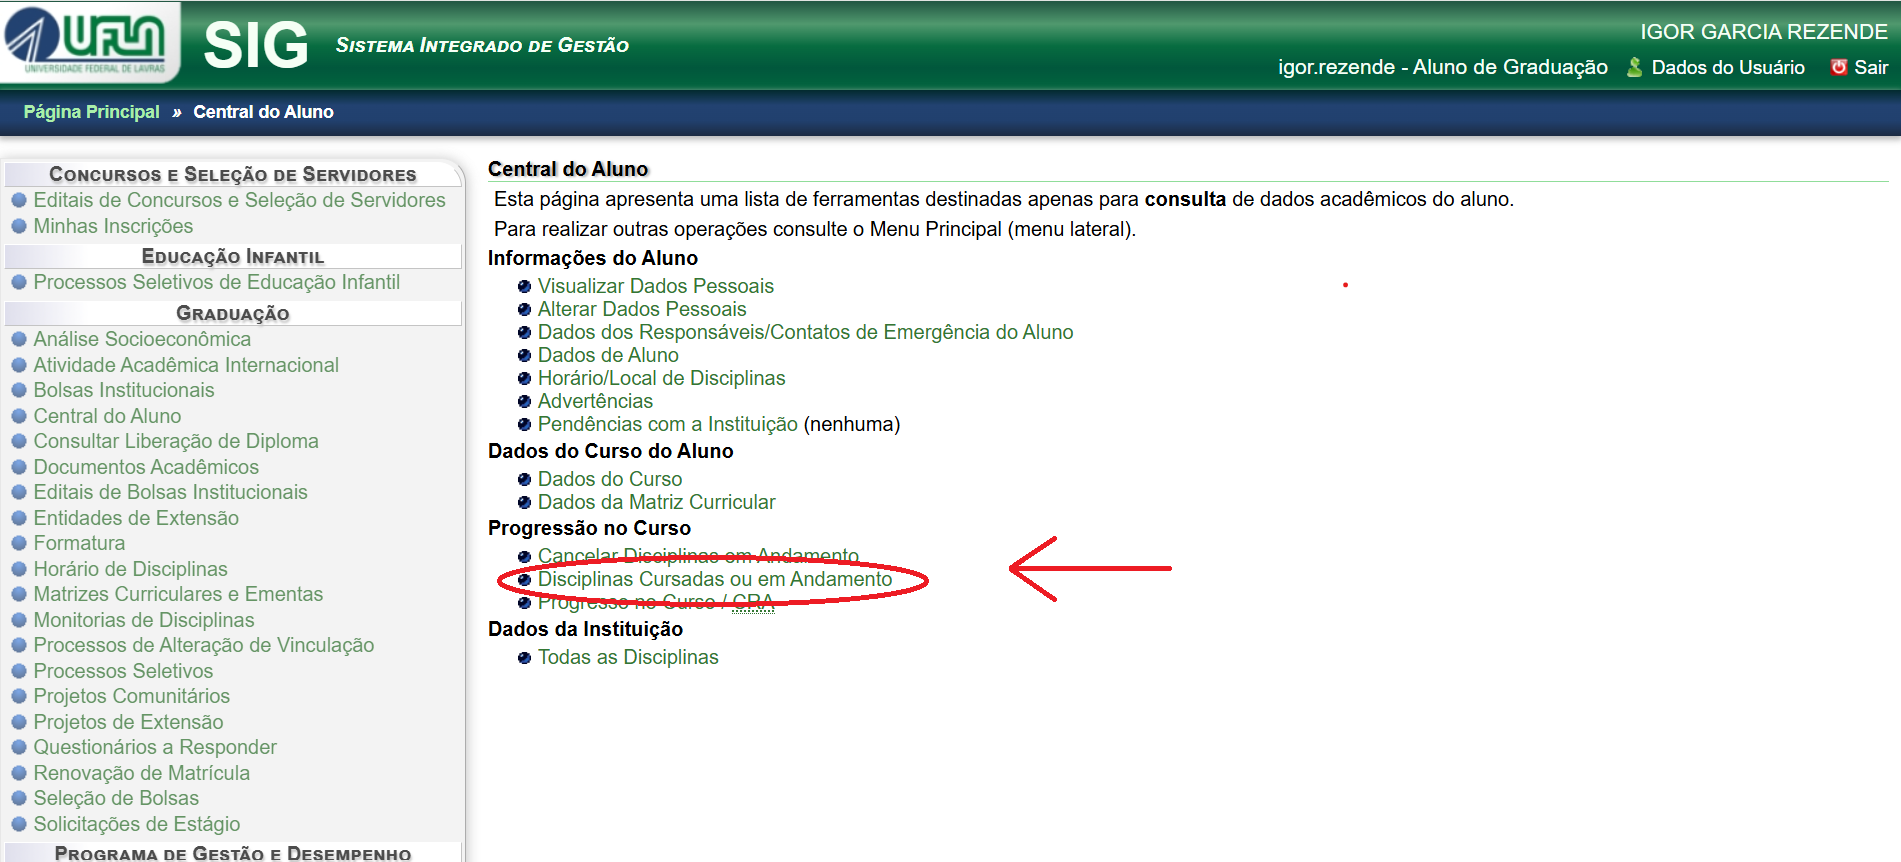 UFLA
UNIVERSIDADE FEDERAL DE LAVRAS
SIG
SISTEMA INTEGRADO DE GESTÃO
IGOR GARCIA REZENDE
igor.rezende - Aluno de Graduação Dados do Usuário Sair
Página Principal » Central do Aluno
CONCURSOS E SELEÇÃO DE SERVIDORES
Editais de Concursos e Seleção de Servidores
Minhas Inscrições
EDUCAÇÃO INFANTIL
Processos Seletivos de Educação Infantil
GRADUAÇÃO
Análise Socioeconômica
Atividade Acadêmica Internacional
Bolsas Institucionais
Central do Aluno
Consultar Liberação de Diploma
Documentos Acadêmicos
Editais de Bolsas Institucionais
Entidades de Extensão
Formatura
Horário de Disciplinas
Matrizes Curriculares e Ementas
Monitorias de Disciplinas
Processos de Alteração de Vinculação
Processos Seletivos
Projetos Comunitários
Projetos de Extensão
Questionários a Responder
Renovação de Matrícula
Seleção de Bolsas
Solicitações de Estágio
PROGRAMA DE GESTÃO E DESEMPENHO
Central do Aluno
Esta página apresenta uma lista de ferramentas destinadas apenas para consulta de dados acadêmicos do aluno.
Para realizar outras operações consulte o Menu Principal (menu lateral).
Informações do Aluno
Visualizar Dados Pessoais
Alterar Dados Pessoais
Dados dos Responsáveis/Contatos de Emergência do Aluno
Dados de Aluno
Horário/Local de Disciplinas
Advertências
Pendências com a Instituição (nenhuma)
Dados do Curso do Aluno
Dados do Curso
Dados da Matriz Curricular
Progressão no Curso
Cancelar Disciplinas em Andamento
Disciplinas Cursadas ou em Andamento
Progresso no Curso / CRA
Dados da Instituição
Todas as Disciplinas